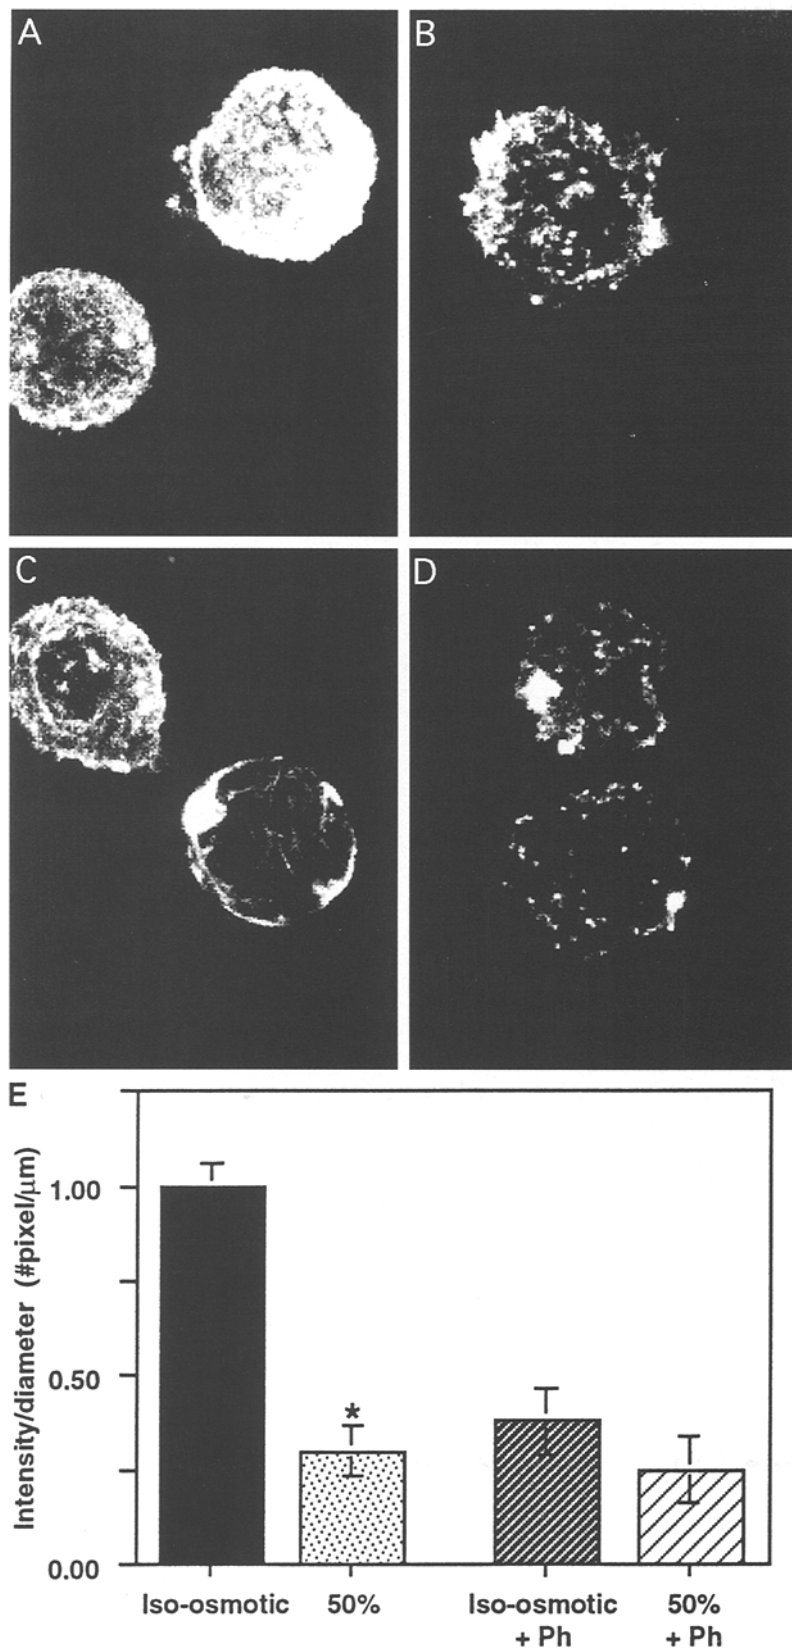 A
B
C
D
E
Intensity/diameter (#pixel/μm)
1.00
0.50
0.00
*
Iso-osmotic
50%
Iso-osmotic
+ Ph
50%
+ Ph